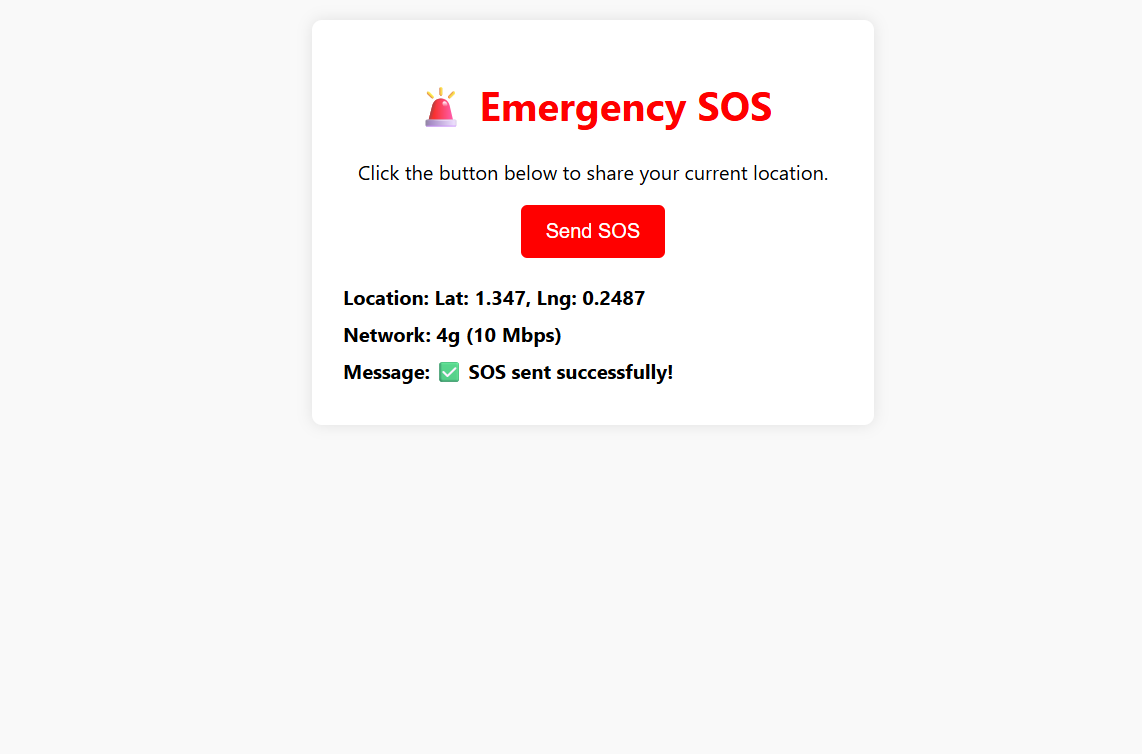 🚨 Emergency SOS
Click the button below to share your current location.
Send SOS
Location: Lat: 1.347, Lng: 0.2487
Network: 4g (10 Mbps)
Message: ✅ SOS sent successfully!